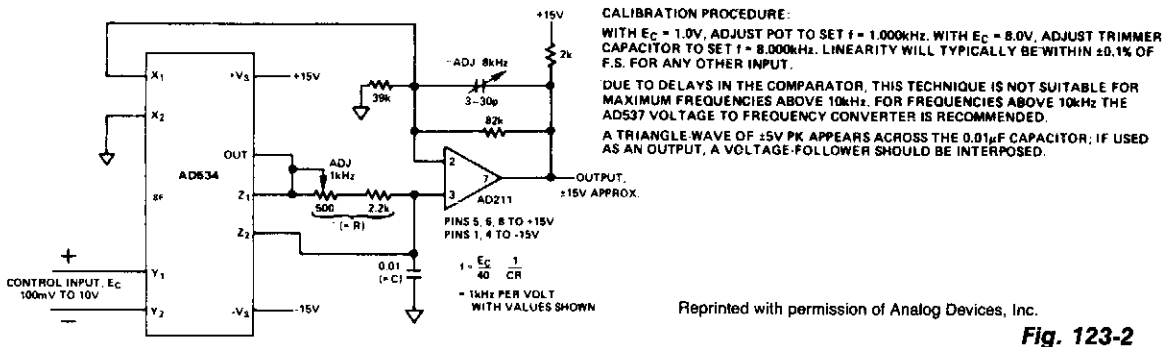 CALIBRATION PROCEDURE:
WITH EC = 1.0V, ADJUST POT TO SET f = 1.000kHz. WITH EC = 8.0V, ADJUST TRIMMER
CAPACITOR TO SET f = 8.000kHz. LINEARITY WILL TYPICALLY BE WITHIN ±0.1% OF
F.S. FOR ANY OTHER INPUT.
DUE TO DELAYS IN THE COMPARATOR, THIS TECHNIQUE IS NOT SUITABLE FOR
MAXIMUM FREQUENCIES ABOVE 10kHz. FOR FREQUENCIES ABOVE 10kHz THE
AD537 VOLTAGE TO FREQUENCY CONVERTER IS RECOMMENDED.
A TRIANGLE-WAVE OF ±5V PK APPEARS ACROSS THE 0.01µF CAPACITOR; IF USED
AS AN OUTPUT, A VOLTAGE-FOLLOWER SHOULD BE INTERPOSED.
+15V
2k
ADJ 8kHz
3–30p
39k
82k
X1
+VS
+15V
X2
OUT
AD534
SF
Z1
Z2
ADJ
1kHz
500
2.2k
(= R)
2
3
7
AD211
OUTPUT,
±15V APPROX.
PINS 5, 6, 8 TO +15V
PINS 1, 4 TO -15V
0.01
(= C)
f = EC/40 1/CR
= 1kHz PER VOLT
WITH VALUES SHOWN
+
CONTROL INPUT, EC
100mV TO 10V
–
Y1
Y2
-VS
-15V
Reprinted with permission of Analog Devices, Inc.
Fig. 123-2